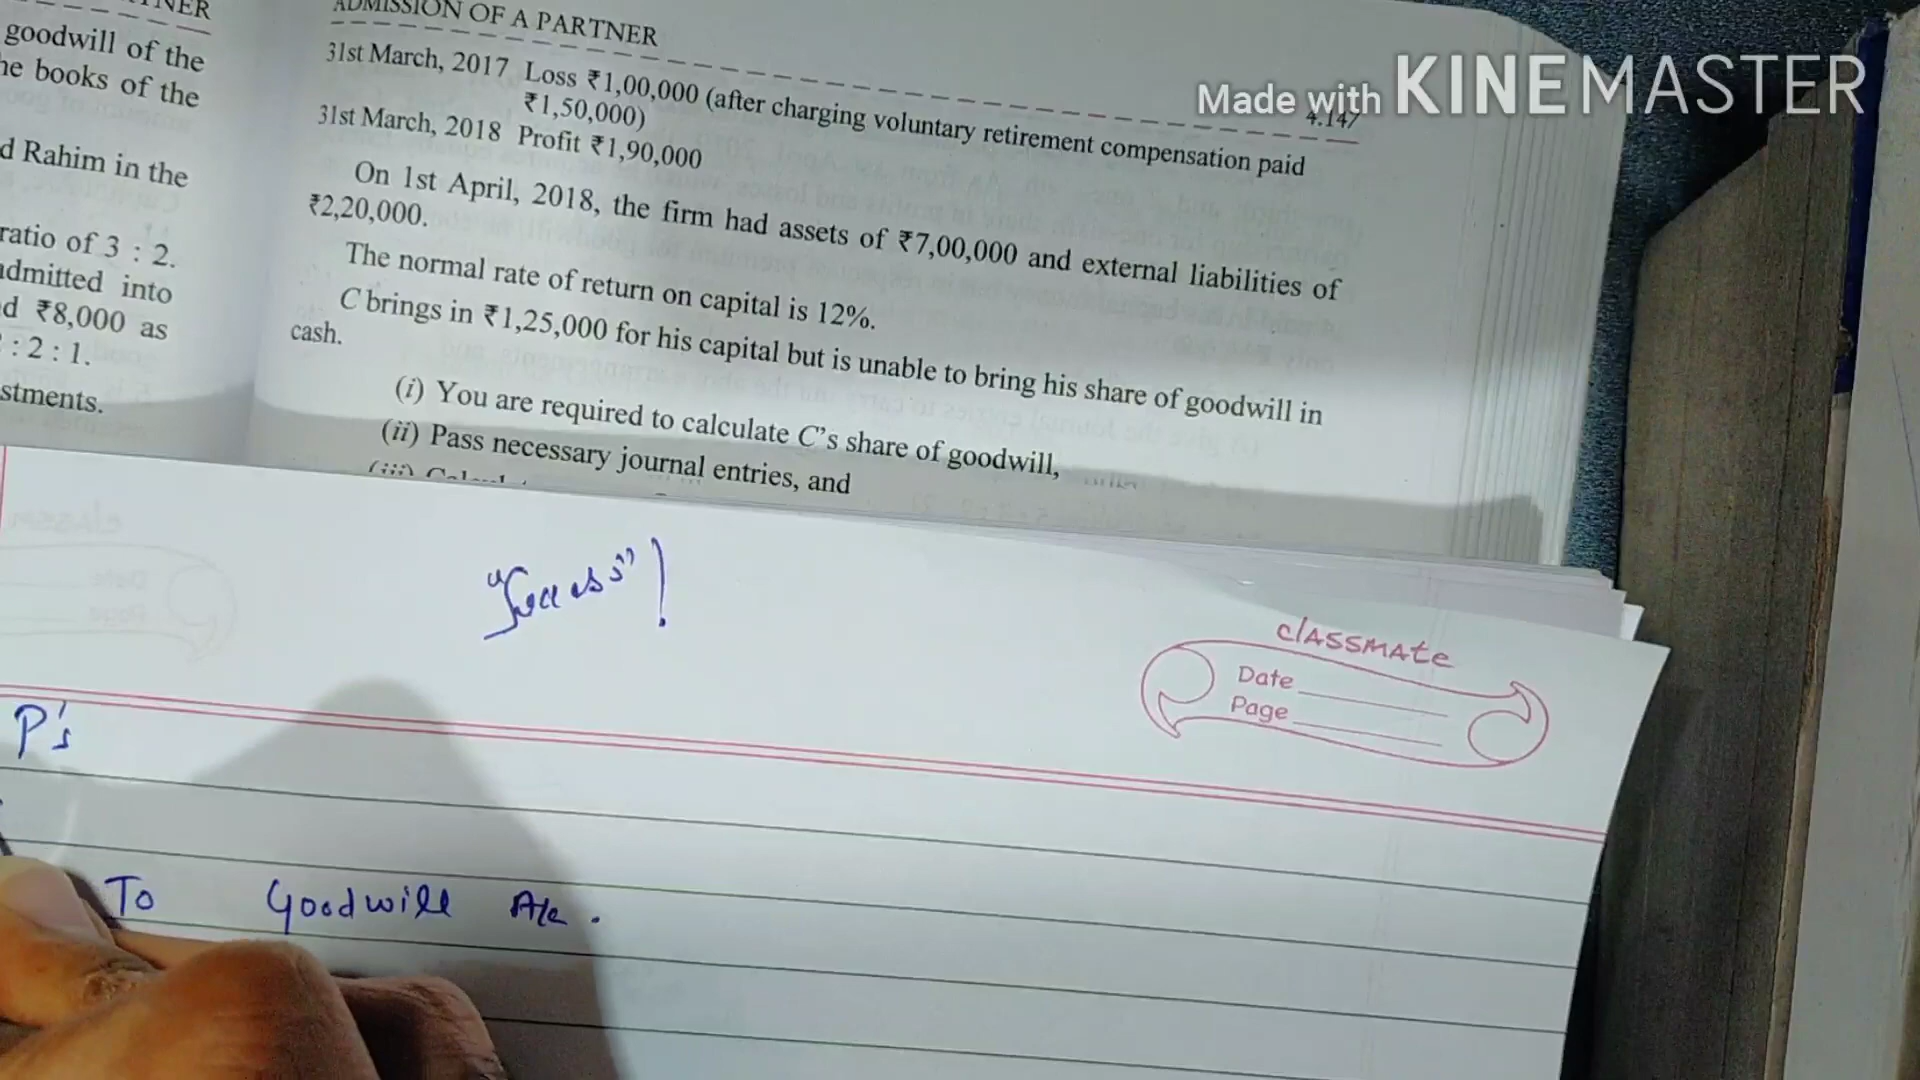 goodwill of the
books of the
d Rahim in the
ratio of 3 : 2.
admitted into
d ₹8,000 as
: 2 : 1.
stments.
ADMISSION OF A PARTNER
4.147
31st March, 2017 Loss ₹1,00,000 (after charging voluntary retirement compensation paid
₹1,50,000)
31st March, 2018 Profit ₹1,90,000
On 1st April, 2018, the firm had assets of ₹7,00,000 and external liabilities of
₹2,20,000.
The normal rate of return on capital is 12%.
C brings in ₹1,25,000 for his capital but is unable to bring his share of goodwill in
cash.
(i) You are required to calculate C's share of goodwill,
(ii) Pass necessary journal entries, and
Made with KINEMASTER
"Success"!
classmate
Date
Page
P's
To Goodwill A/c.